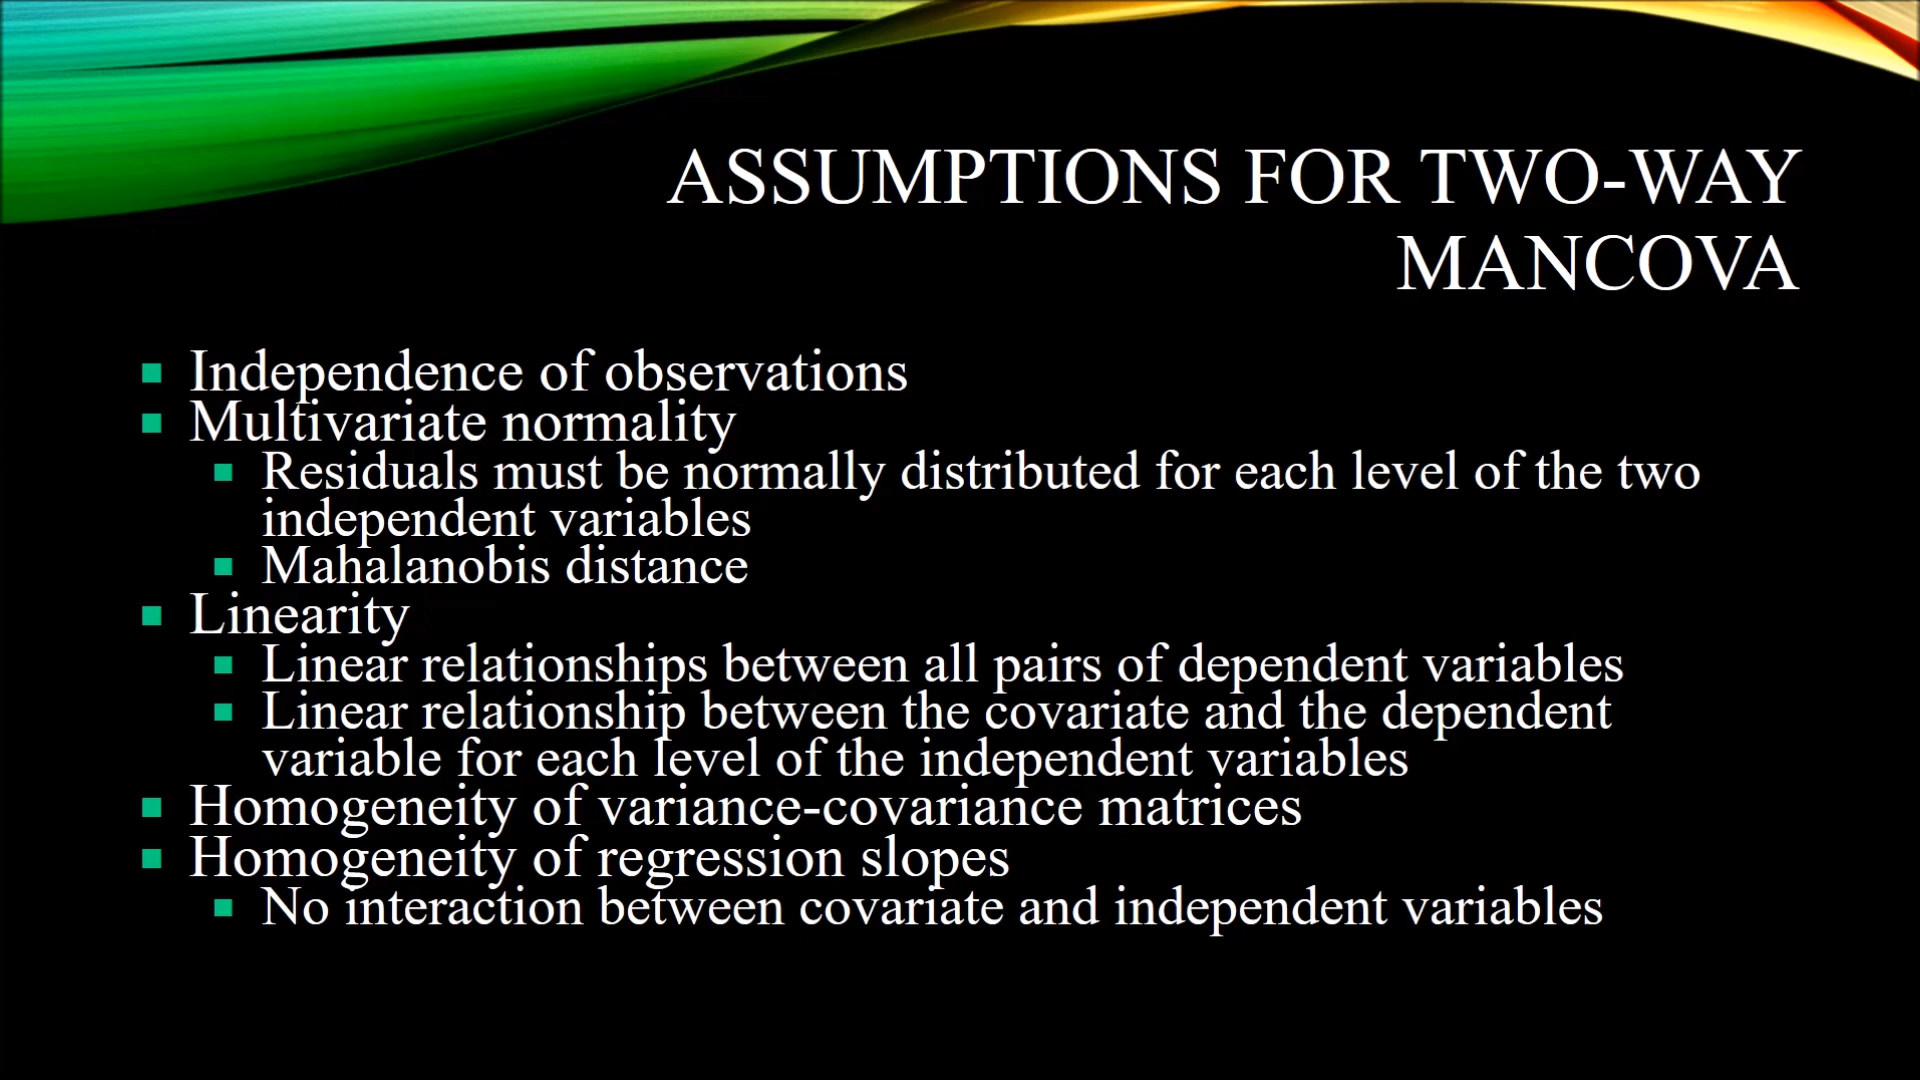 ASSUMPTIONS FOR TWO-WAY
MANCOVA
Independence of observations
Multivariate normality
Residuals must be normally distributed for each level of the two
independent variables
Mahalanobis distance
Linearity
Linear relationships between all pairs of dependent variables
Linear relationship between the covariate and the dependent
variable for each level of the independent variables
Homogeneity of variance-covariance matrices
Homogeneity of regression slopes
No interaction between covariate and independent variables